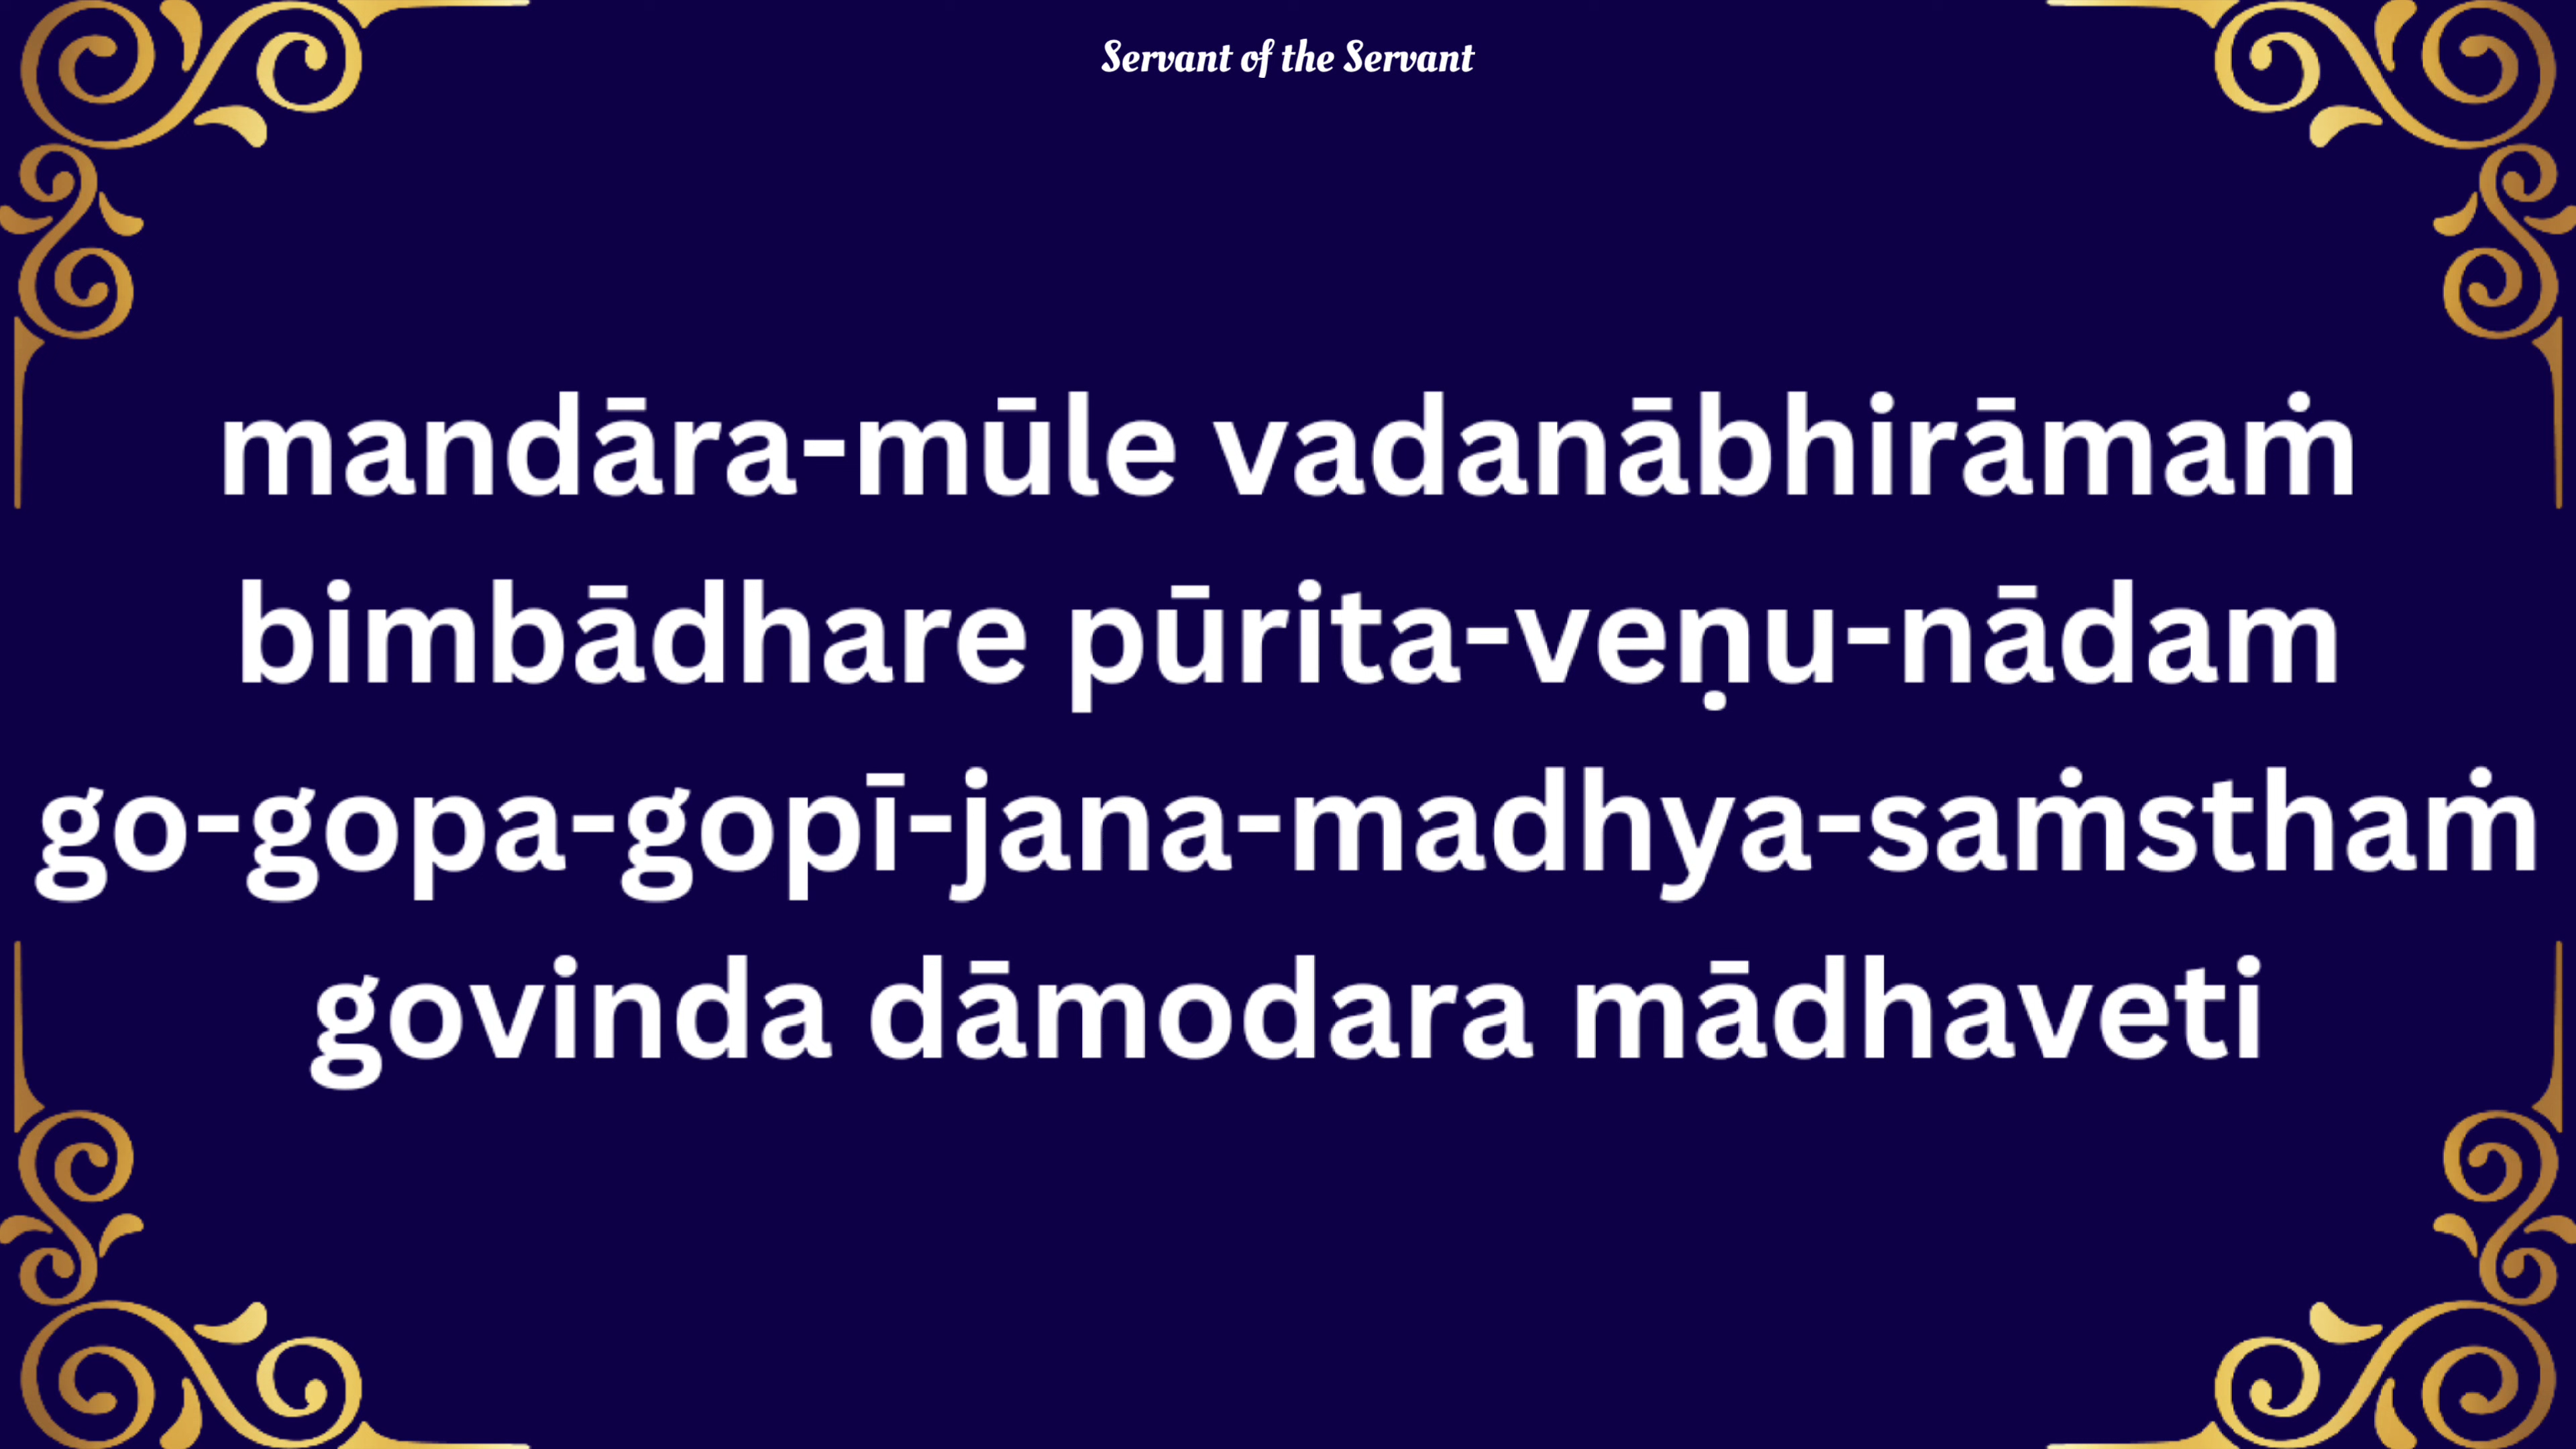 Servant of the Servant
mandāra-mūle vadanābhirāmaṁ
bimbādhare pūrita-veṇu-nādam
go-gopa-gopī-jana-madhya-saṁsthaṁ
govinda dāmodara mādhaveti